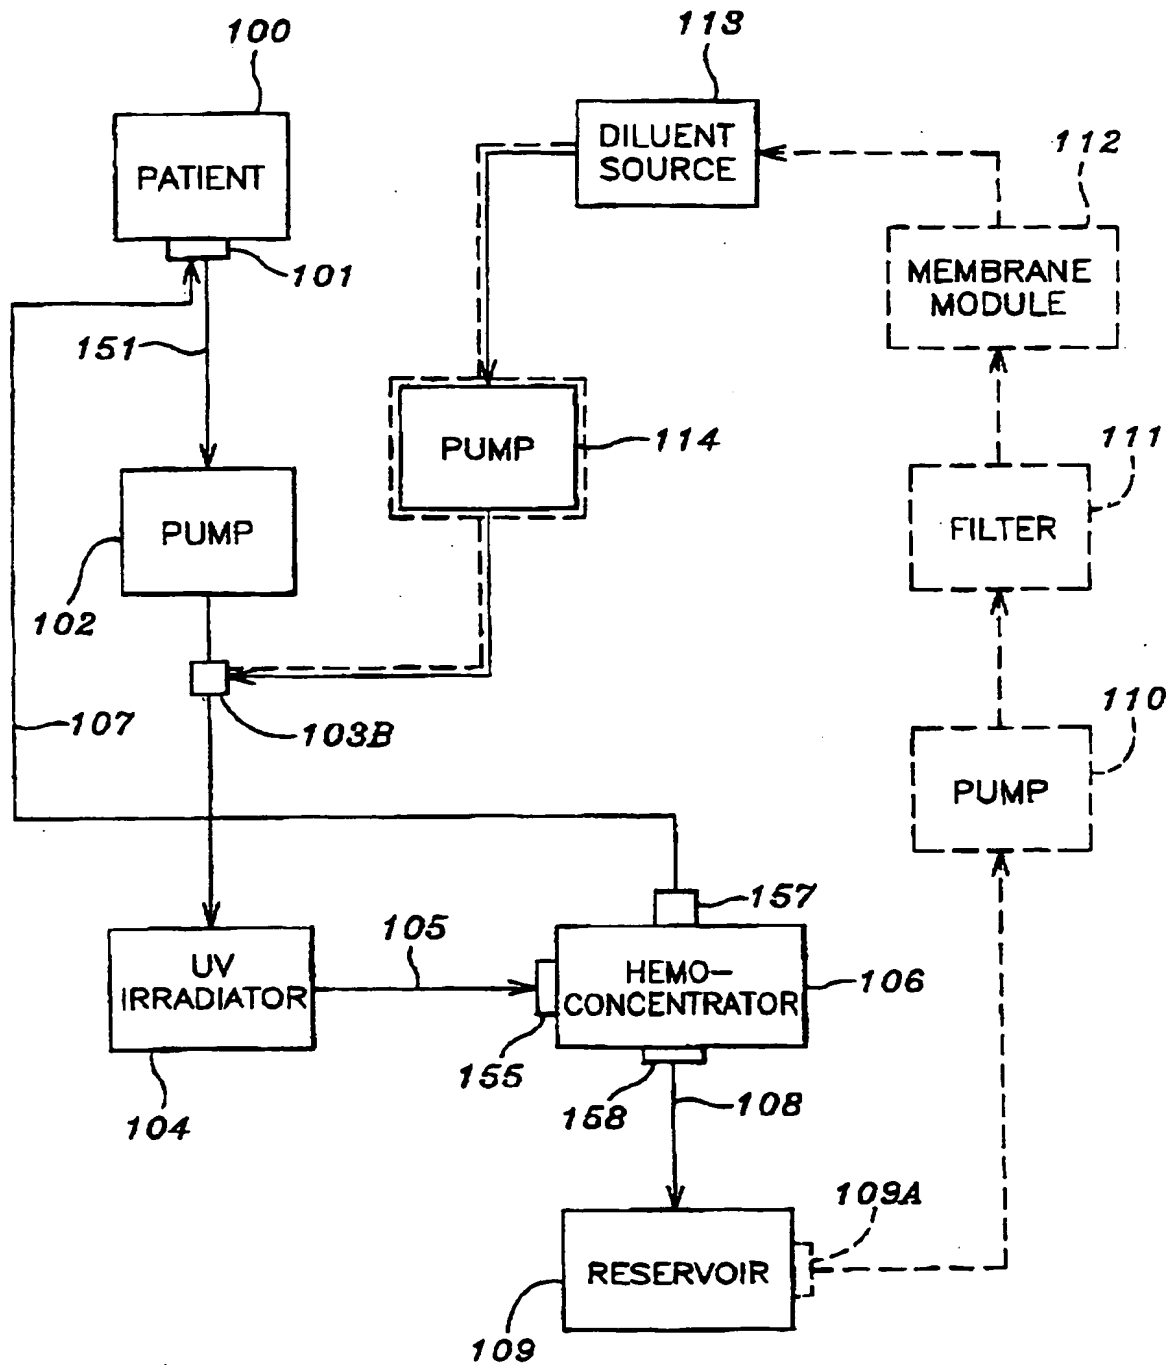 100
113
PATIENT
DILUENT
SOURCE
112
101
MEMBRANE
MODULE
151
PUMP
114
111
PUMP
FILTER
102
103B
107
110
PUMP
157
105
UV
IRRADIATOR
HEMO-
CONCENTRATOR
106
155
158
108
104
109A
RESERVOIR
109